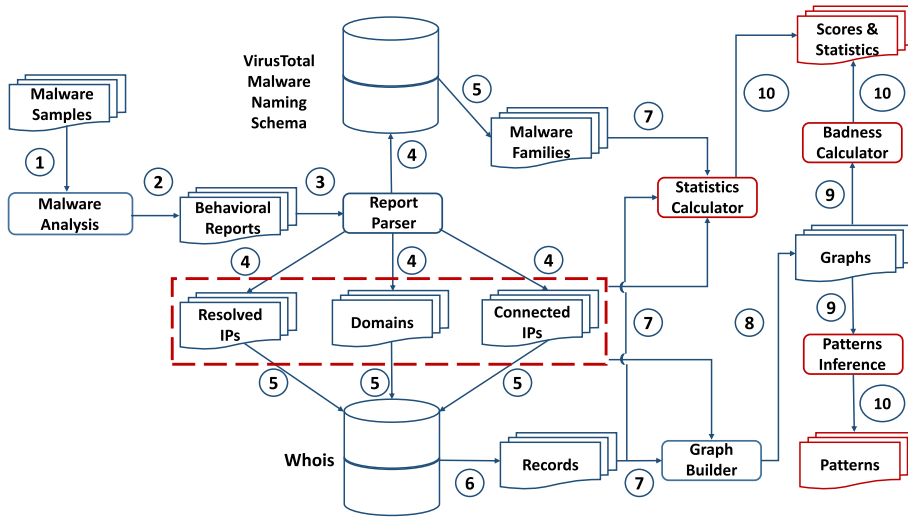 Malware
Samples
1
Malware
Analysis
2
Behavioral
Reports
3
Report
Parser
4
VirusTotal
Malware
Naming
Schema
5
Malware
Families
7
Statistics
Calculator
10
Scores &
Statistics
10
Badness
Calculator
9
Graphs
9
Patterns
Inference
10
Patterns
4
4
4
Resolved
IPs
Domains
Connected
IPs
7
8
5
5
5
Whois
6
Records
7
Graph
Builder